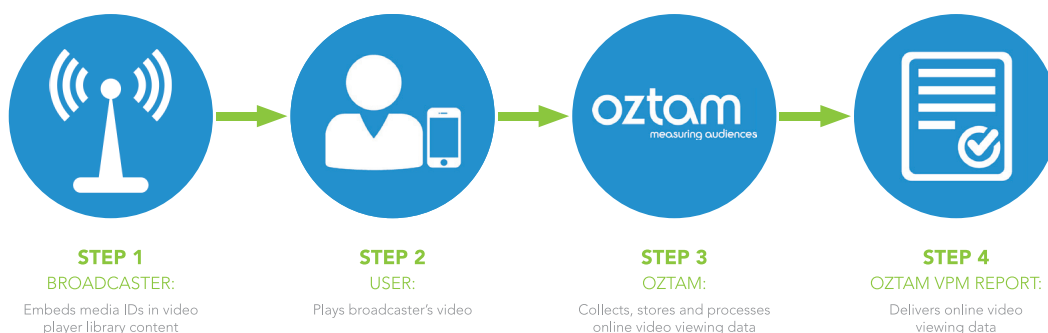 oztam
measuring audiences
STEP 1
BROADCASTER:
Embeds media IDs in video
player library content
STEP 2
USER:
Plays broadcaster's video
STEP 3
OZTAM:
Collects, stores and processes
online video viewing data
STEP 4
OZTAM VPM REPORT:
Delivers online video
viewing data